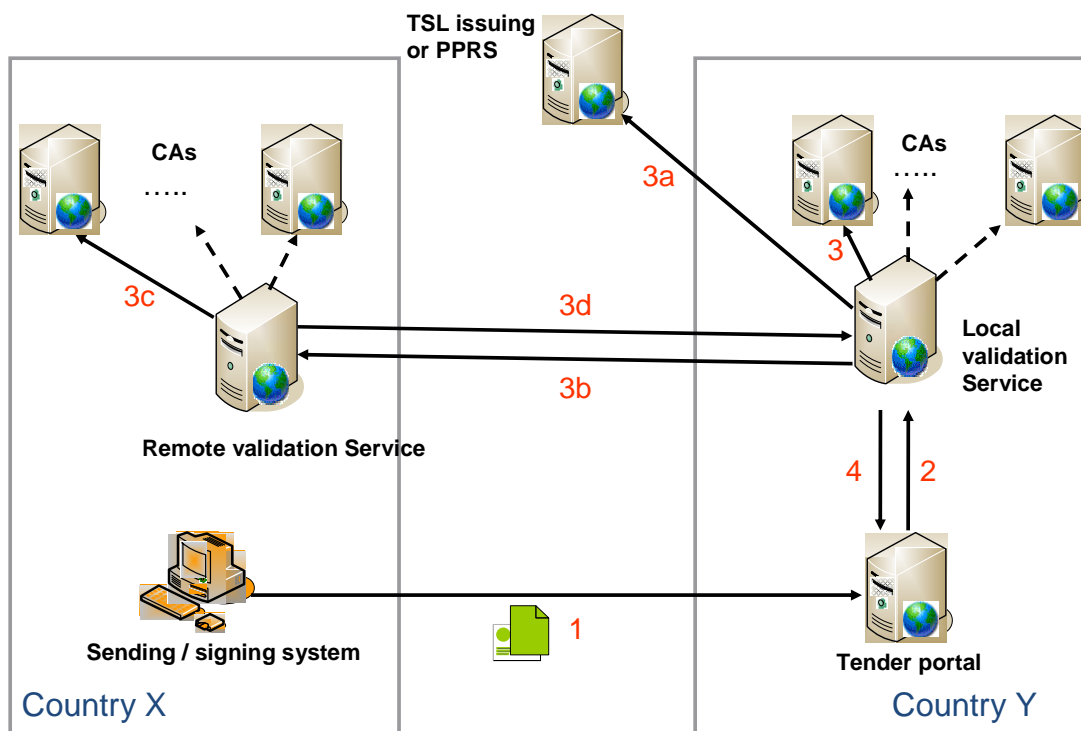 TSL issuing
or PPRS
CAs
.....
CAs
.....
3a
3
3c
3d
3b
Local
validation
Service
Remote validation Service
4
2
1
Sending / signing system
Tender portal
Country X
Country Y